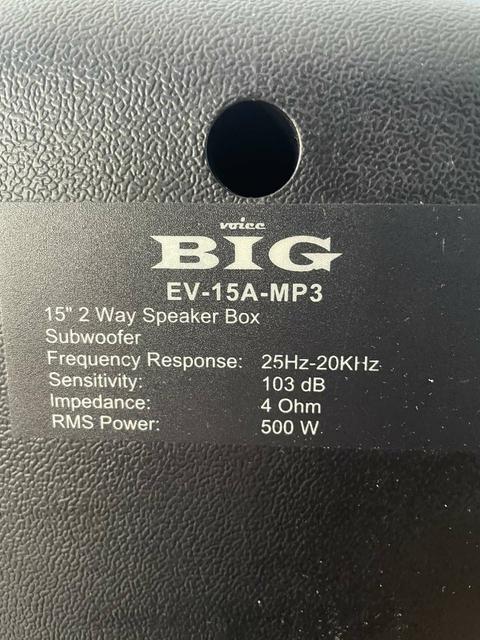 voice
BIG
EV-15A-MP3
15" 2 Way Speaker Box
Subwoofer
Frequency Response: 25Hz-20KHz
Sensitivity: 103 dB
Impedance: 4 Ohm
RMS Power: 500 W